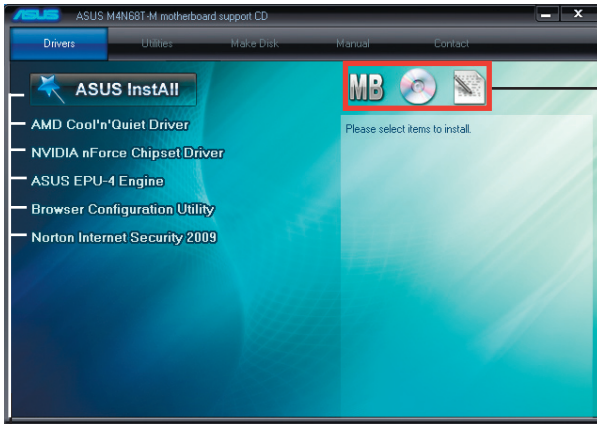 ASUS ASUS M4N68T-M motherboard support CD
Drivers Utilities Make Disk Manual Contact
ASUS InstAll
MB
AMD Cool'n'Quiet Driver
NVIDIA nForce Chipset Driver
ASUS EPU-4 Engine
Browser Configuration Utility
Norton Internet Security 2009
Please select items to install.